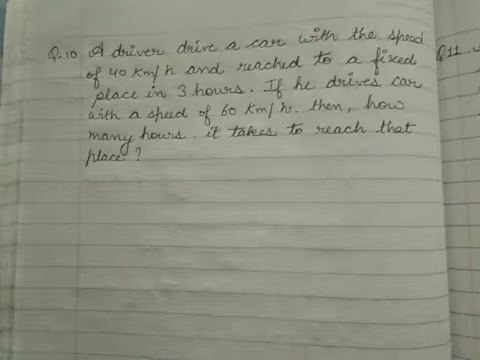 Q.10 A driver drive a car with the speed
of 40 km/h and reached to a fixed
place in 3 hours. If he drives car
with a speed of 60 km/h. then, how
many hours. it takes to reach that
place?
Q11